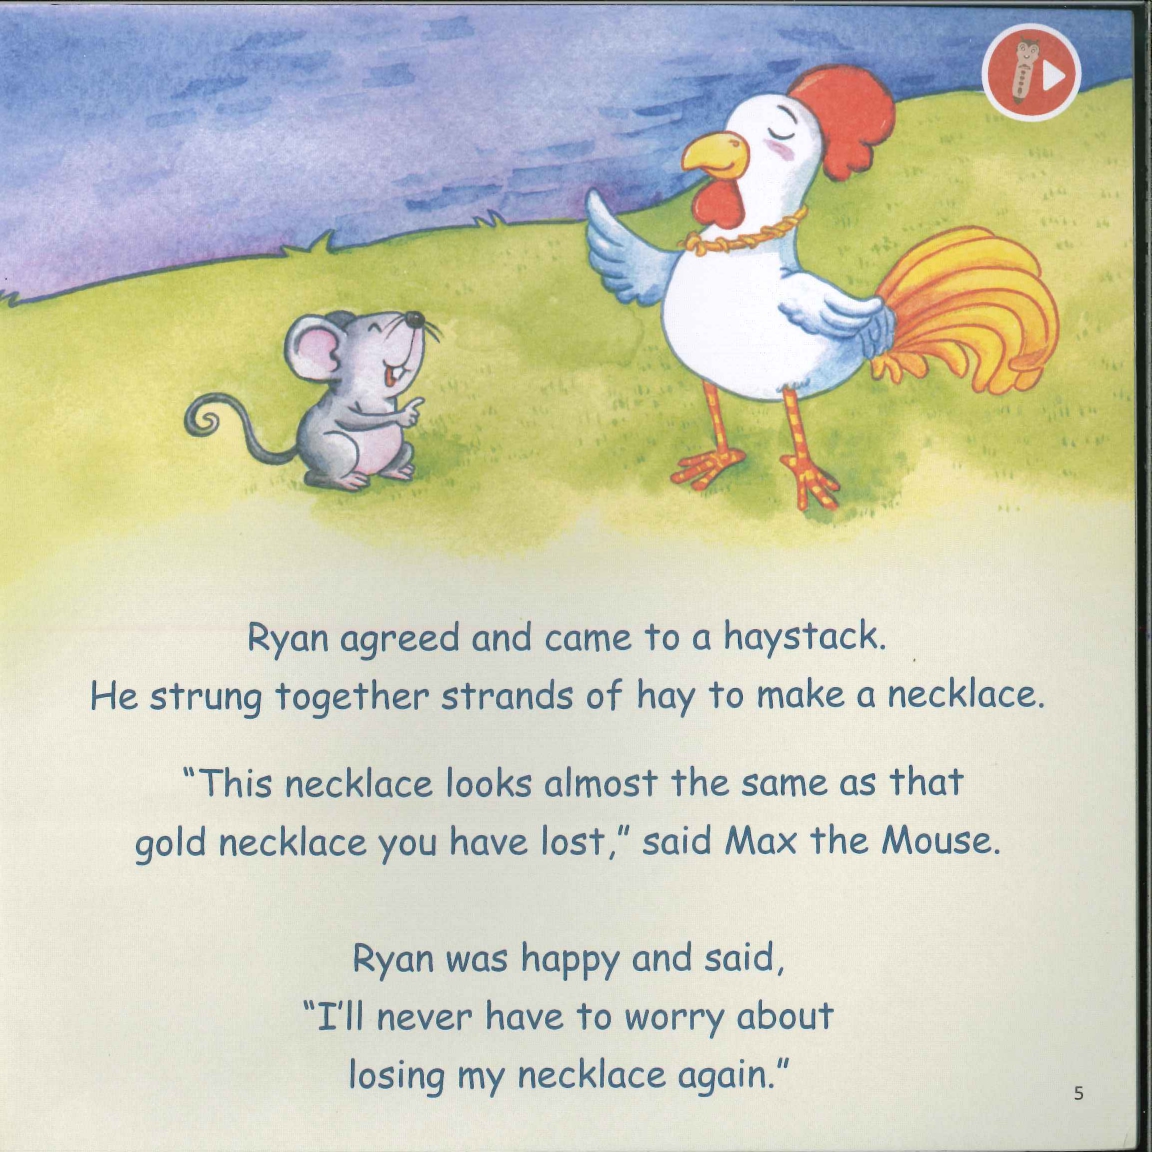 Ryan agreed and came to a haystack.
He strung together strands of hay to make a necklace.
“This necklace looks almost the same as that
gold necklace you have lost,” said Max the Mouse.
Ryan was happy and said,
“I’ll never have to worry about
losing my necklace again.”
5